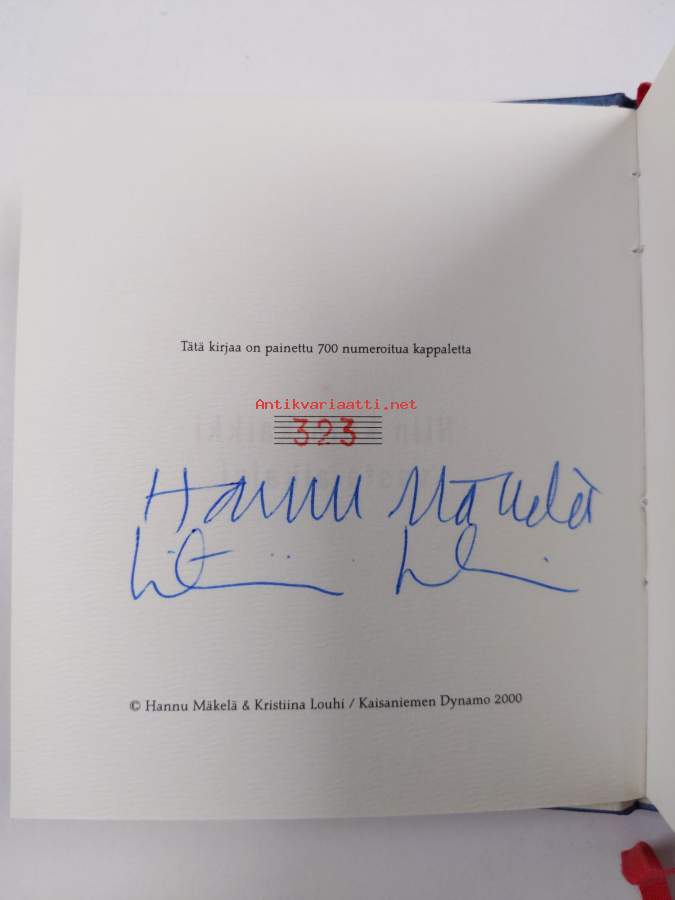 Tätä kirjaa on painettu 700 numeroitua kappaletta
Antikvariaatti.net
323
Hannu Mäkelä
© Hannu Mäkelä & Kristiina Louhi / Kaisaniemen Dynamo 2000